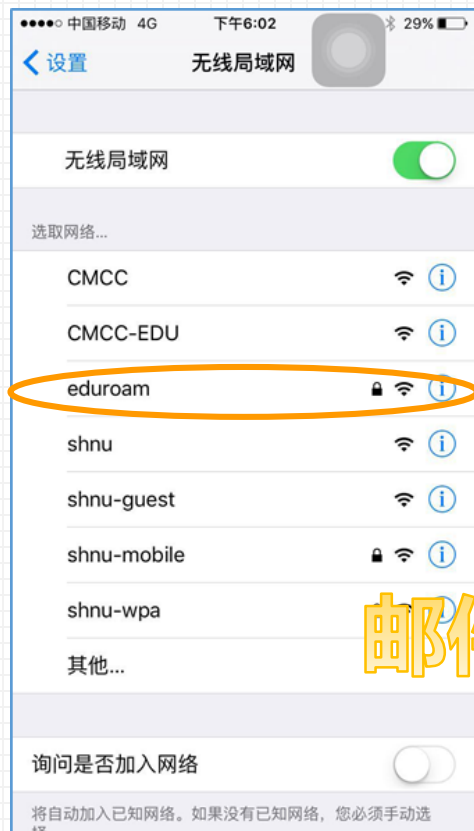 中国移动 4G 下午6:02 29%
设置 无线局域网
无线局域网
选取网络...
CMCC
CMCC-EDU
eduroam
shnu
shnu-guest
shnu-mobile
shnu-wpa
邮件
其他...
询问是否加入网络
将自动加入已知网络。如果没有已知网络，您必须手动选